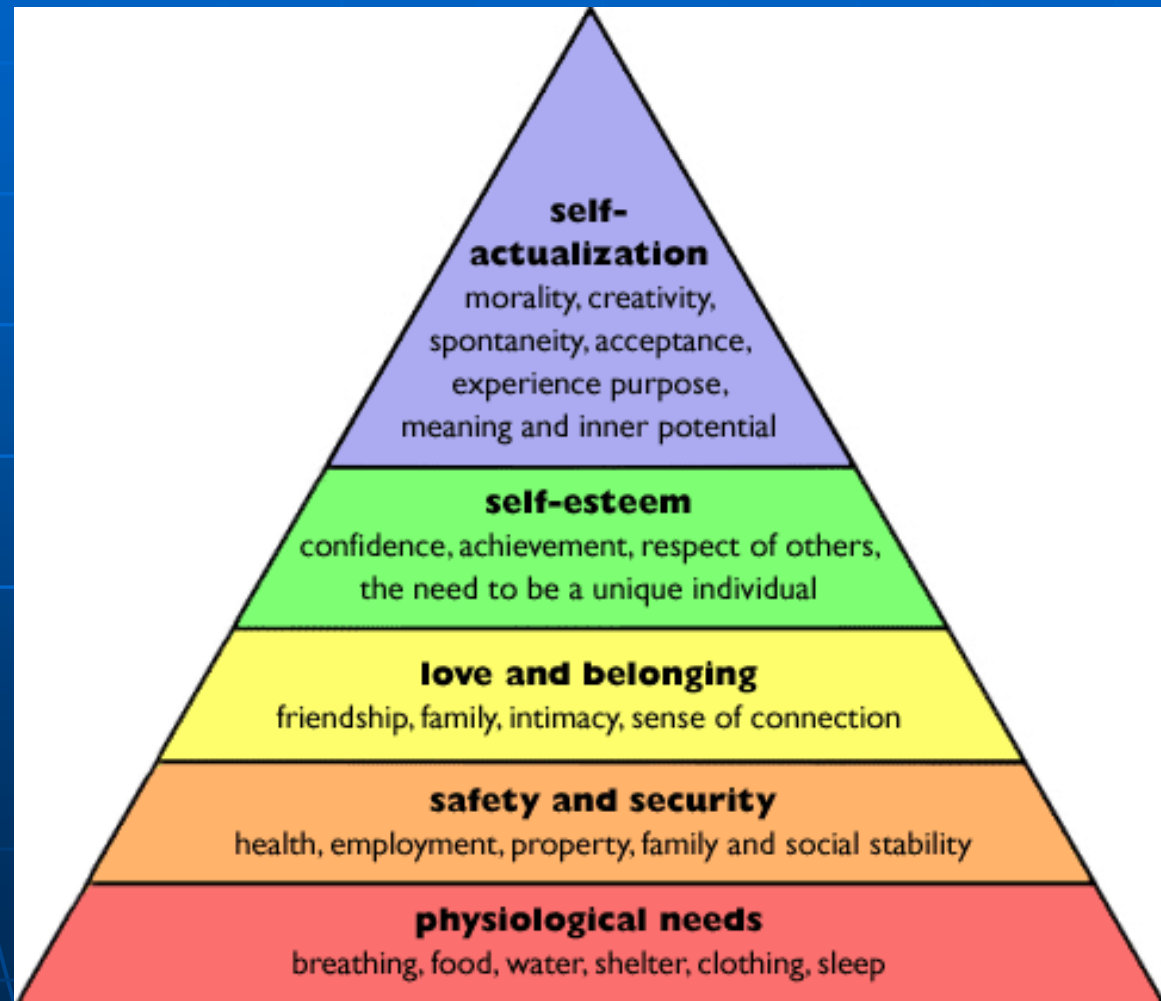 self-
actualization
morality, creativity,
spontaneity, acceptance,
experience purpose,
meaning and inner potential
self-esteem
confidence, achievement, respect of others,
the need to be a unique individual
love and belonging
friendship, family, intimacy, sense of connection
safety and security
health, employment, property, family and social stability
physiological needs
breathing, food, water, shelter, clothing, sleep